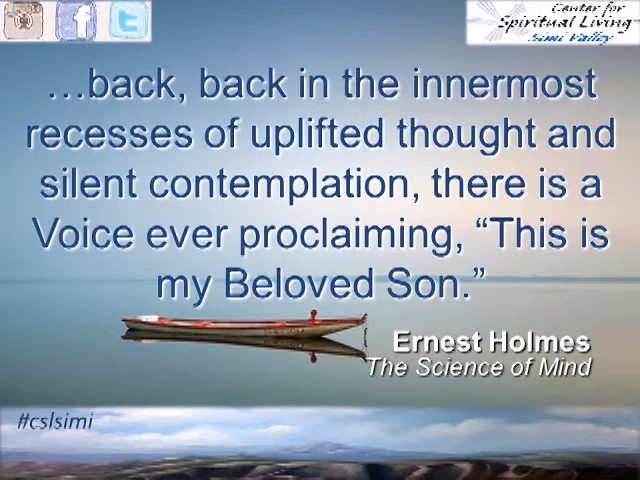 Center for
Spiritual Living
Simi Valley
…back, back in the innermost
recesses of uplifted thought and
silent contemplation, there is a
Voice ever proclaiming, “This is
my Beloved Son.”
Ernest Holmes
The Science of Mind
#cslsimi